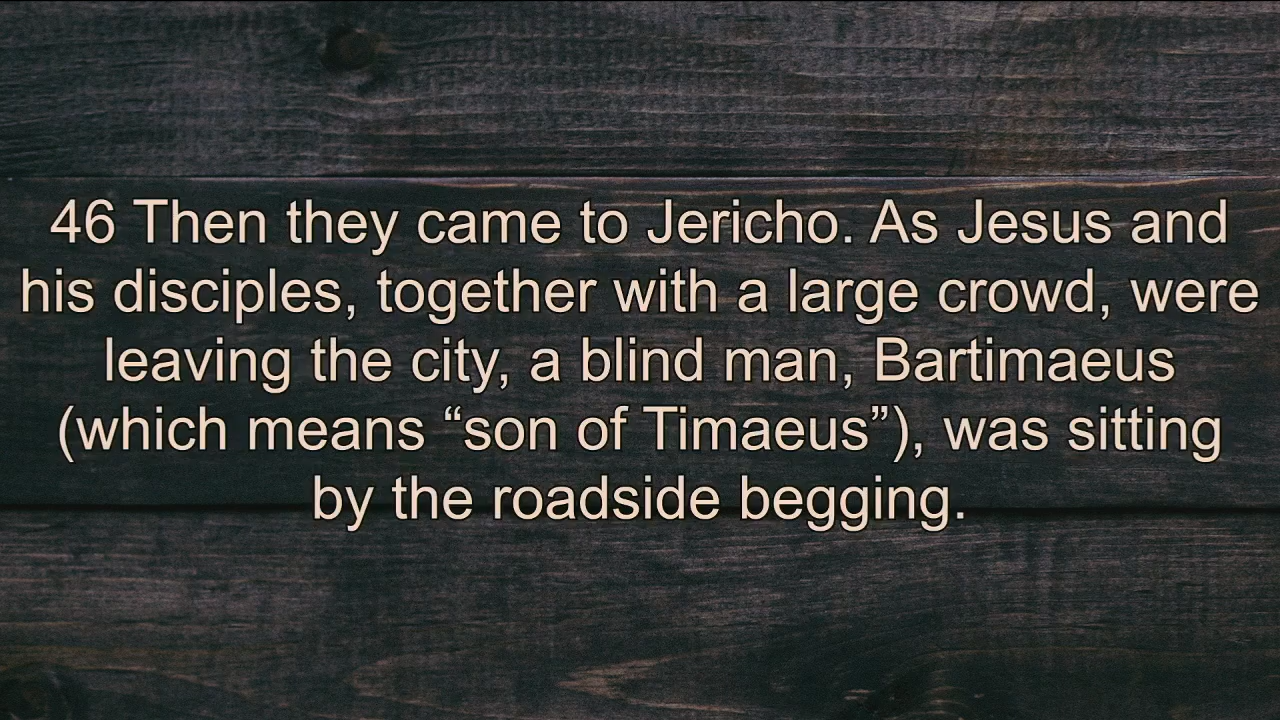 46 Then they came to Jericho. As Jesus and
his disciples, together with a large crowd, were
leaving the city, a blind man, Bartimaeus
(which means “son of Timaeus”), was sitting
by the roadside begging.